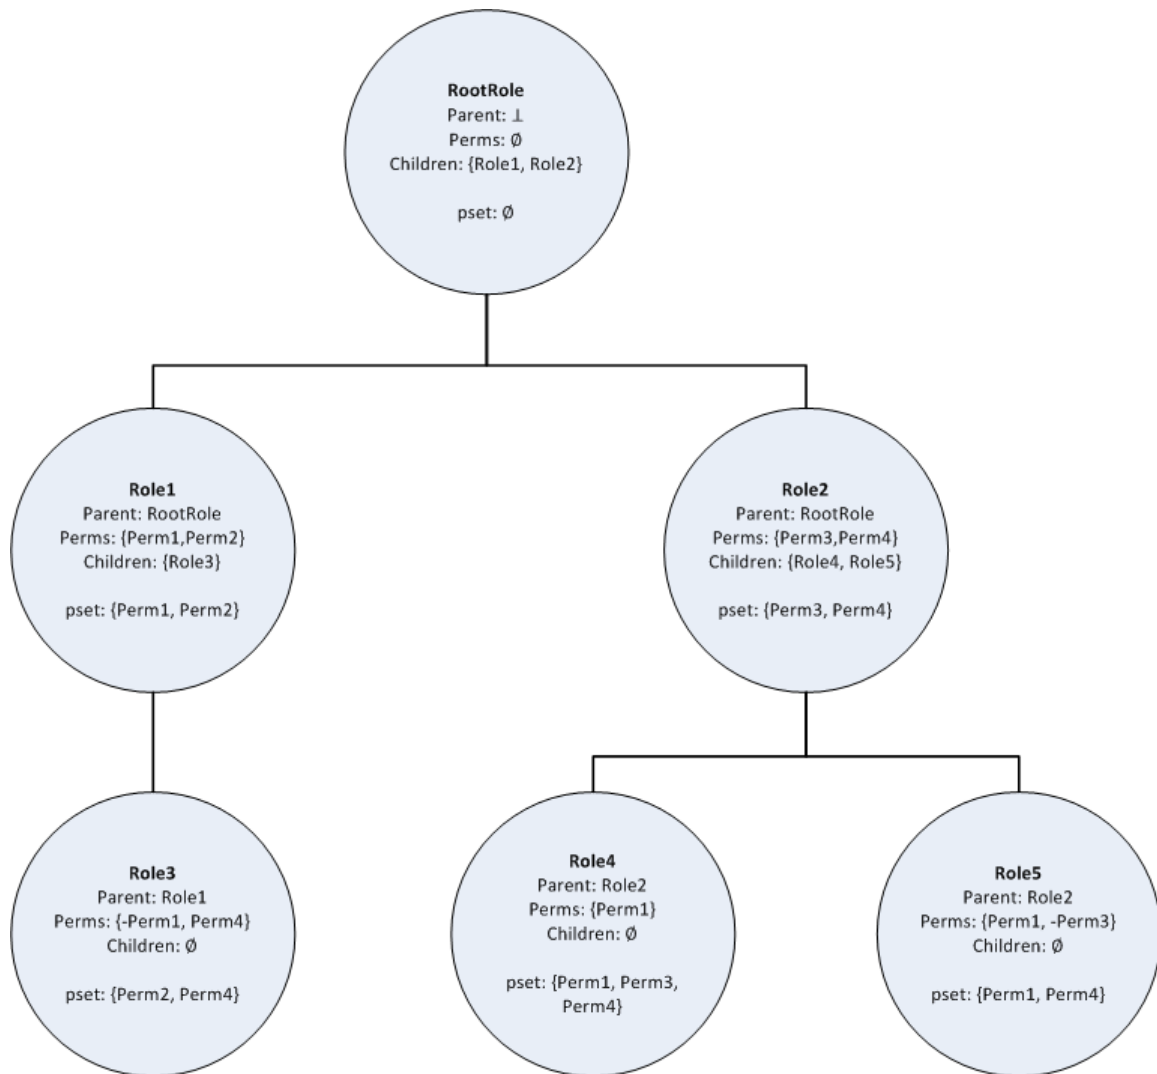 RootRole
Parent: ⊥
Perms: Ø
Children: {Role1, Role2}
pset: Ø
Role1
Parent: RootRole
Perms: {Perm1,Perm2}
Children: {Role3}
pset: {Perm1, Perm2}
Role2
Parent: RootRole
Perms: {Perm3,Perm4}
Children: {Role4, Role5}
pset: {Perm3, Perm4}
Role3
Parent: Role1
Perms: {-Perm1, Perm4}
Children: Ø
pset: {Perm2, Perm4}
Role4
Parent: Role2
Perms: {Perm1}
Children: Ø
pset: {Perm1, Perm3,
Perm4}
Role5
Parent: Role2
Perms: {Perm1, -Perm3}
Children: Ø
pset: {Perm1, Perm4}